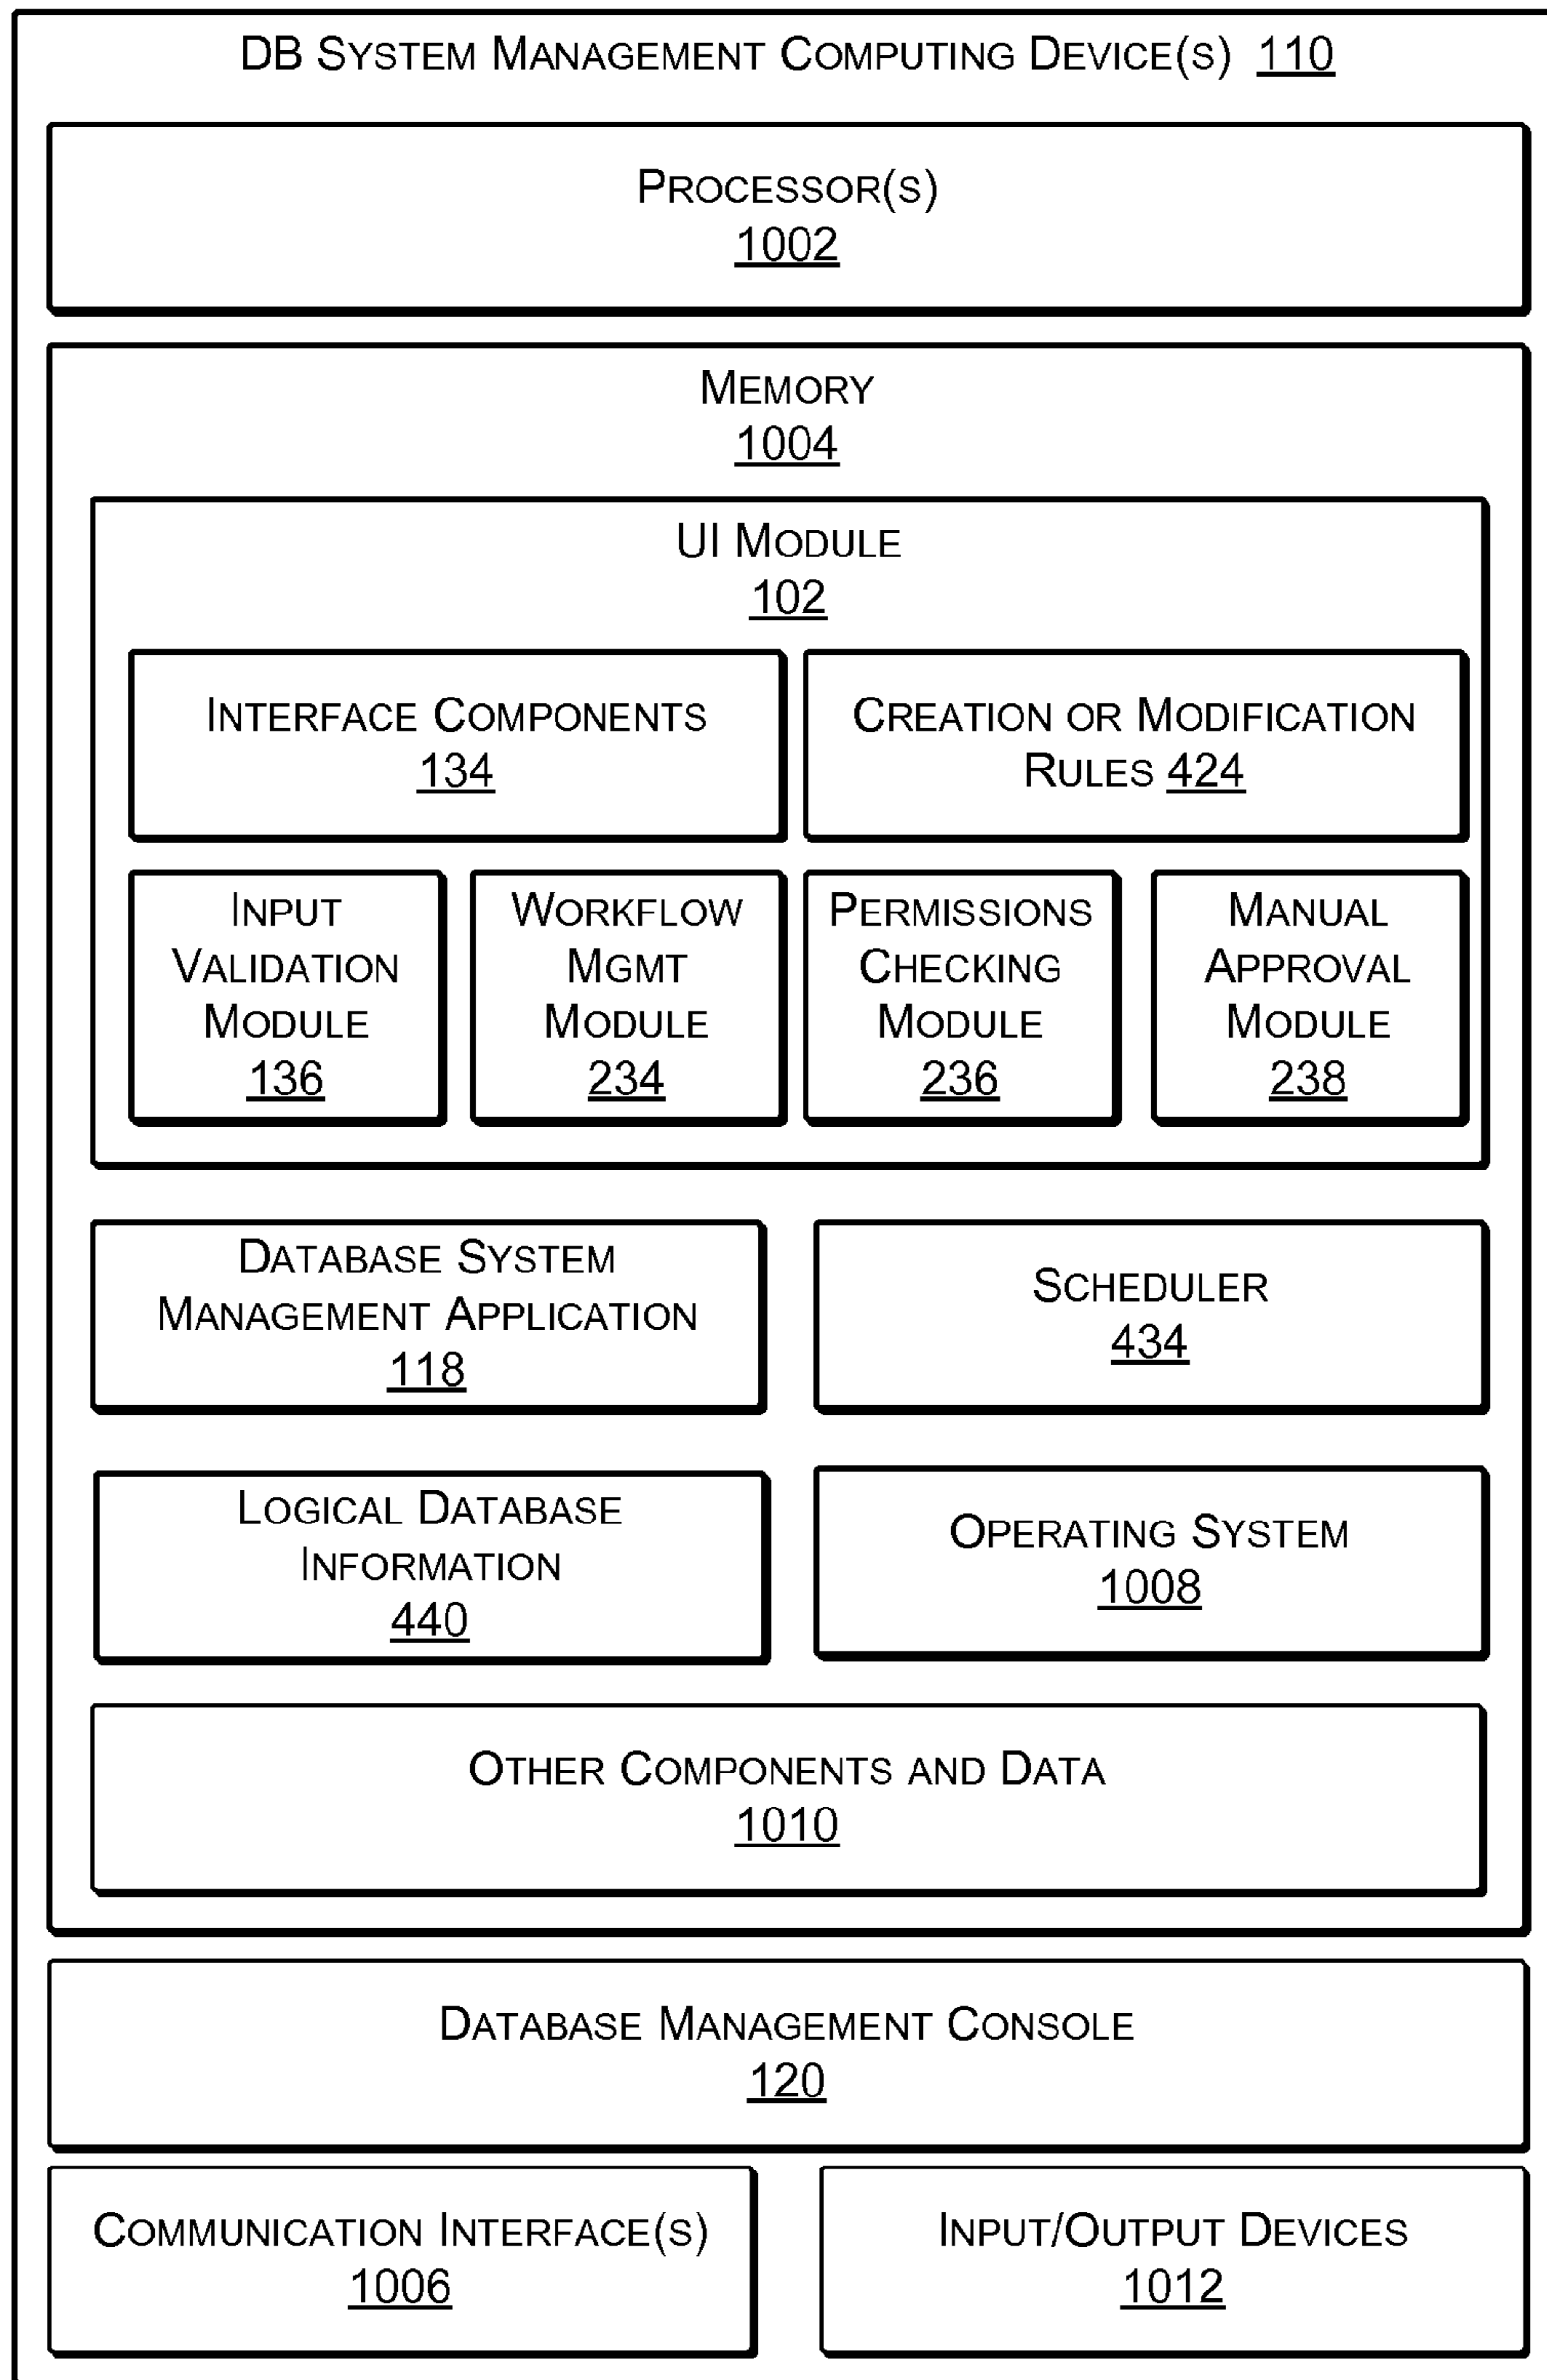 DB SYSTEM MANAGEMENT COMPUTING DEVICE(S) 110
PROCESSOR(S)
1002
MEMORY
1004
UI MODULE
102
INTERFACE COMPONENTS
134
CREATION OR MODIFICATION
RULES 424
INPUT
VALIDATION
MODULE
136
WORKFLOW
MGMT
MODULE
234
PERMISSIONS
CHECKING
MODULE
236
MANUAL
APPROVAL
MODULE
238
DATABASE SYSTEM
MANAGEMENT APPLICATION
118
SCHEDULER
434
LOGICAL DATABASE
INFORMATION
440
OPERATING SYSTEM
1008
OTHER COMPONENTS AND DATA
1010
DATABASE MANAGEMENT CONSOLE
120
COMMUNICATION INTERFACE(S)
1006
INPUT/OUTPUT DEVICES
1012